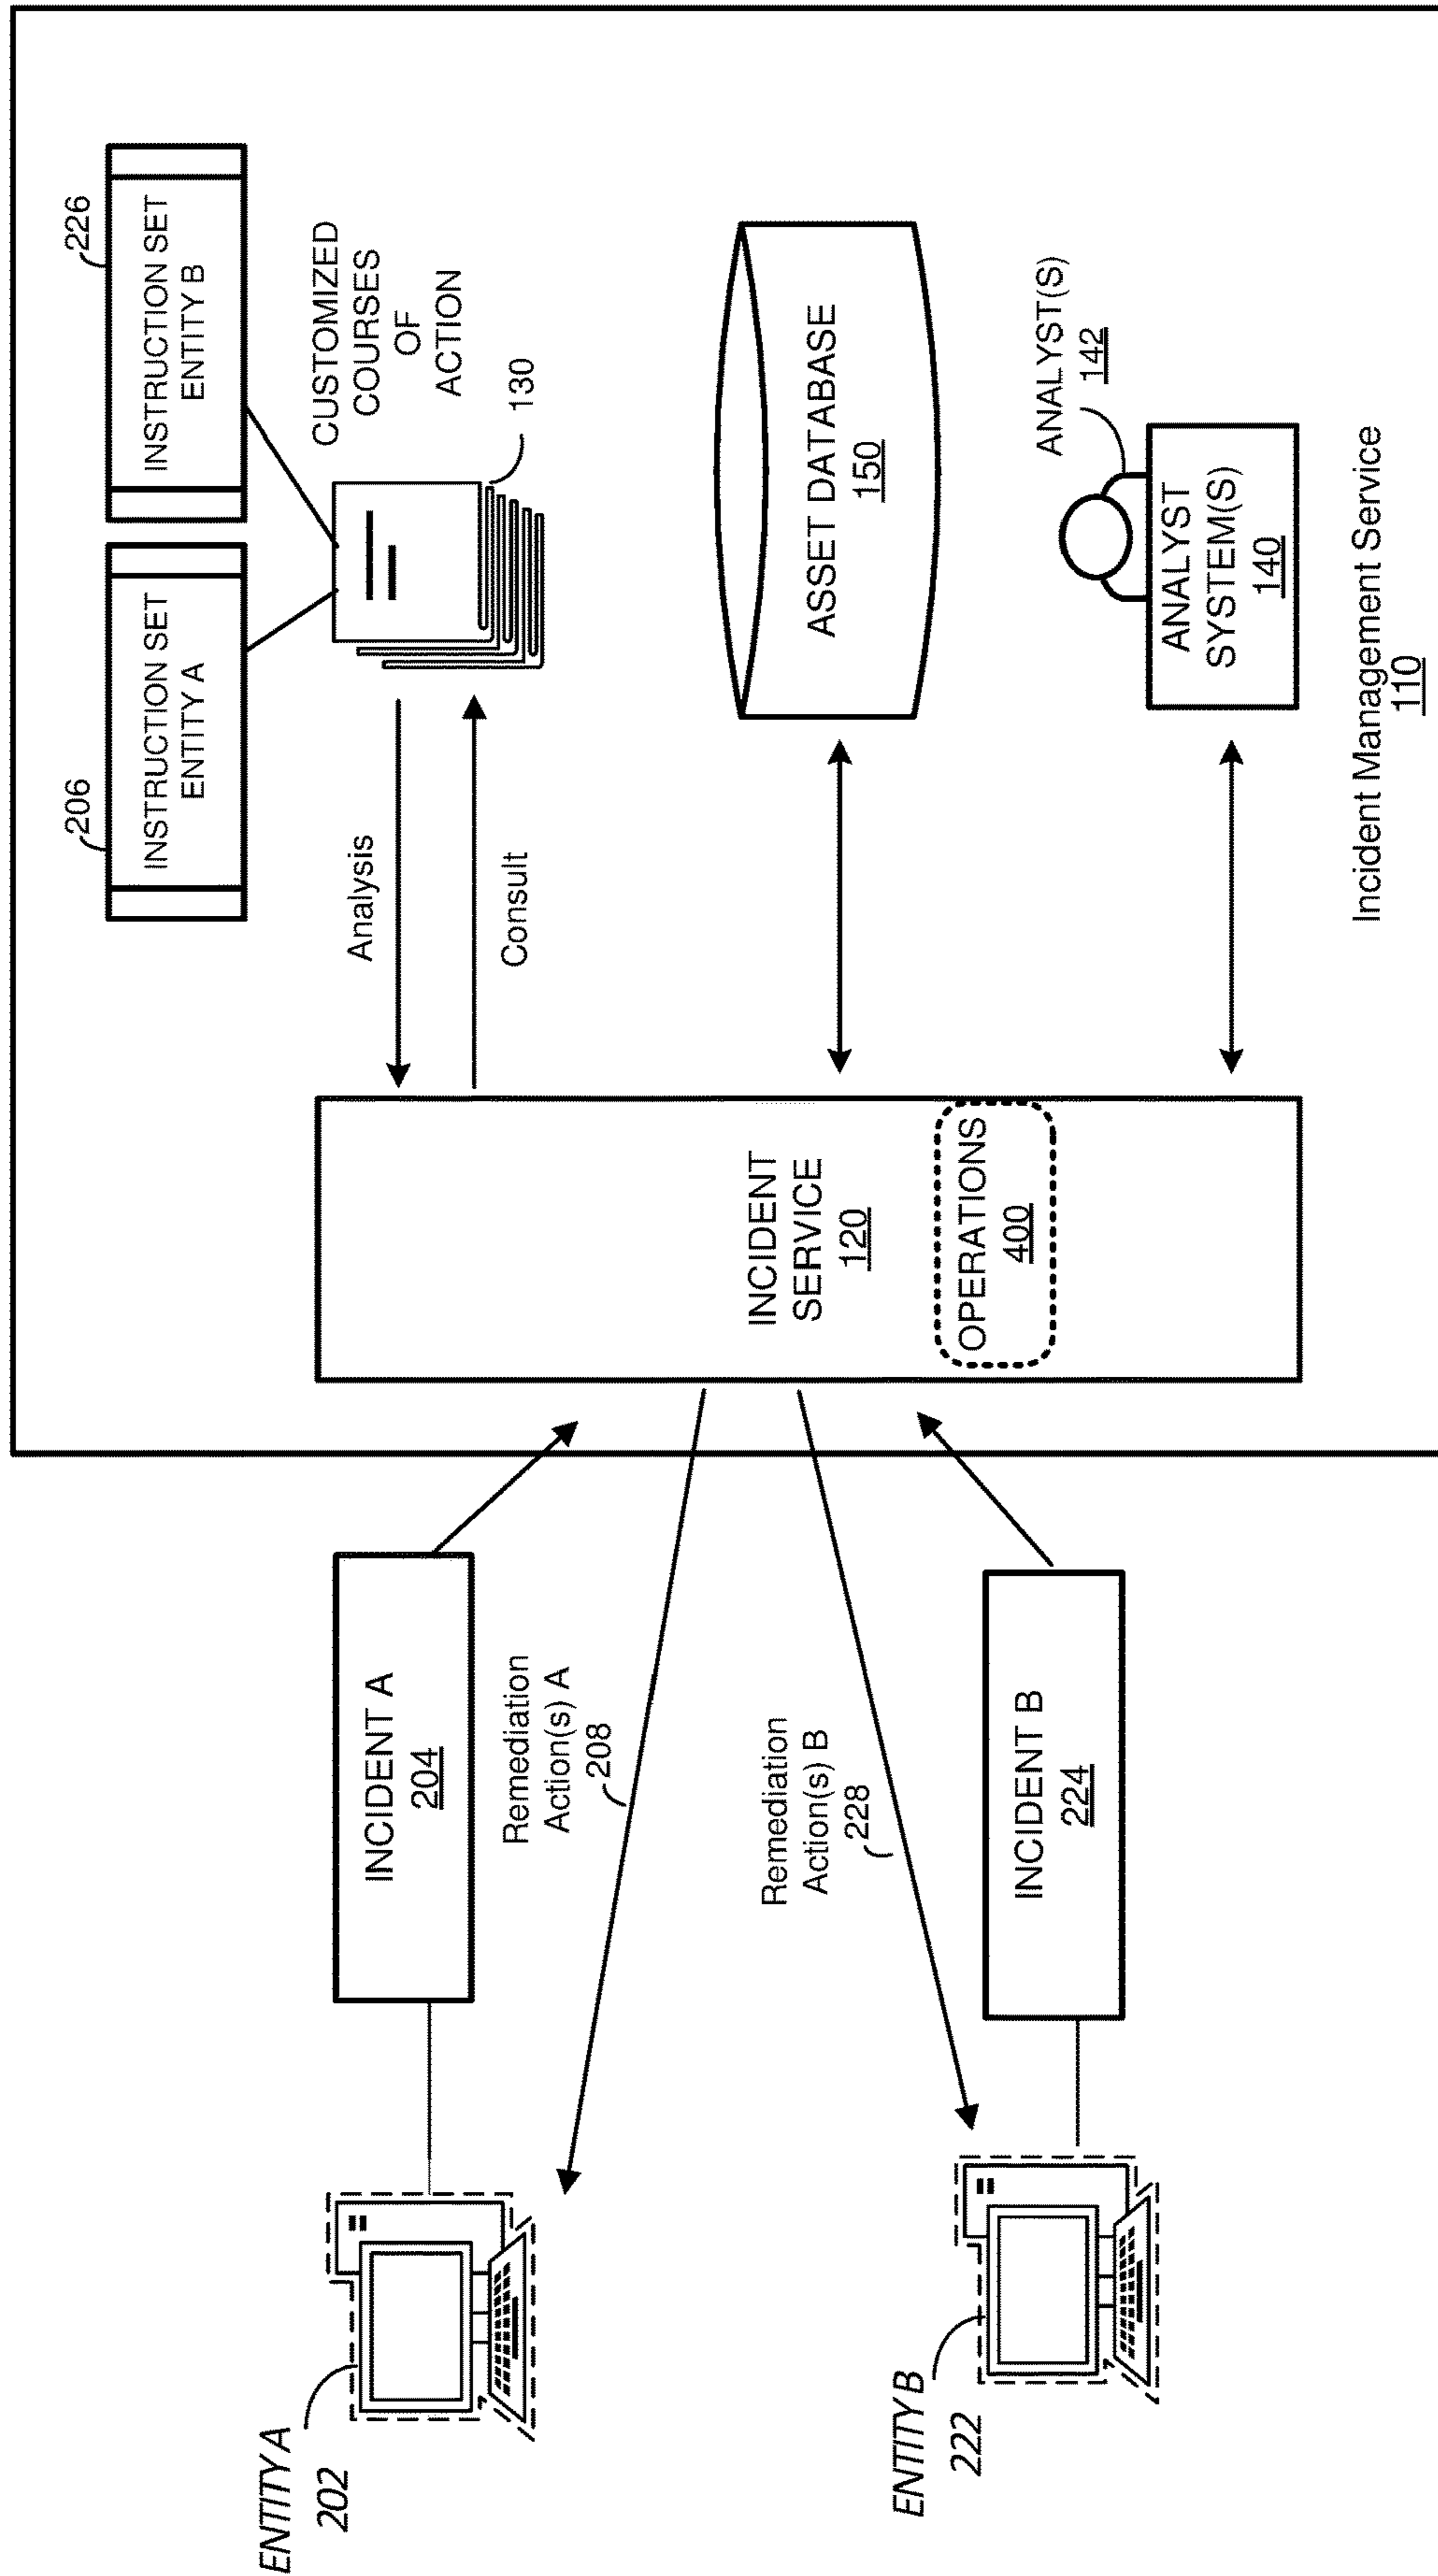 ENTITY A
202
INCIDENT A
204
Remediation
Action(s) A
208
ENTITY B
222
Remediation
Action(s) B
228
INCIDENT B
224
INCIDENT
SERVICE
120
OPERATIONS
400
Analysis
Consult
206
INSTRUCTION SET
ENTITY A
226
INSTRUCTION SET
ENTITY B
CUSTOMIZED
COURSES
OF
ACTION
130
ASSET DATABASE
150
ANALYST(S)
142
ANALYST
SYSTEM(S)
140
Incident Management Service
110